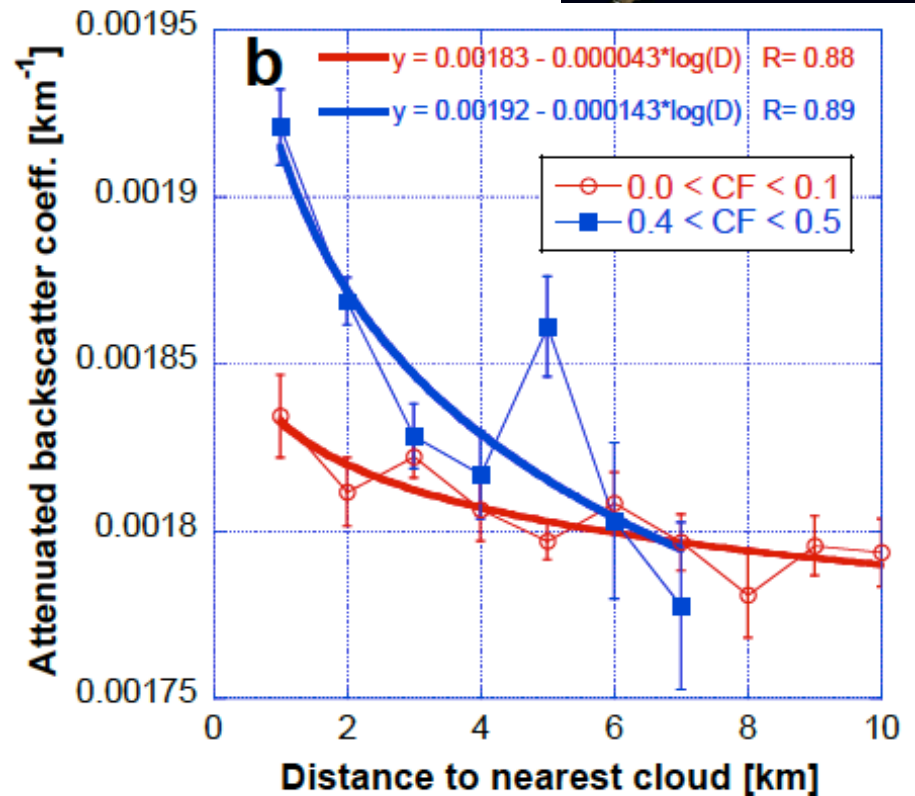 b
y = 0.00183 - 0.000043*log(D) R= 0.88
y = 0.00192 - 0.000143*log(D) R= 0.89
0.0 < CF < 0.1
0.4 < CF < 0.5
Attenuated backscatter coeff. [km⁻¹]
0.00195
0.0019
0.00185
0.0018
0.00175
0 2 4 6 8 10
Distance to nearest cloud [km]